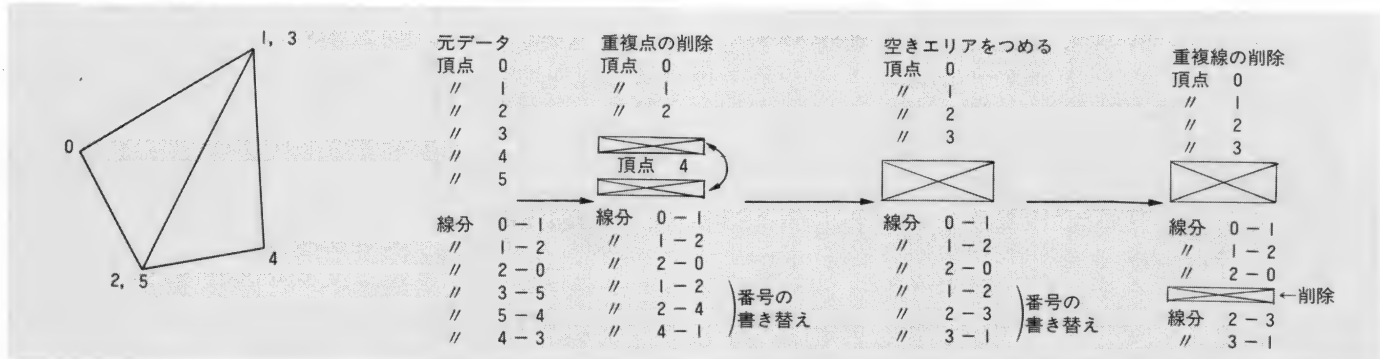 1, 3
0
2, 5
4
元データ
頂点 0
〃 1
〃 2
〃 3
〃 4
〃 5
線分 0-1
〃 1-2
〃 2-0
〃 3-5
〃 5-4
〃 4-3
重複点の削除
頂点 0
〃 1
〃 2
頂点 4
線分 0-1
〃 1-2
〃 2-0
〃 1-2
〃 2-4
〃 4-1
番号の
書き替え
空きエリアをつめる
頂点 0
〃 1
〃 2
〃 3
線分 0-1
〃 1-2
〃 2-0
〃 1-2
〃 2-3
〃 3-1
番号の
書き替え
重複線の削除
頂点 0
〃 1
〃 2
〃 3
線分 0-1
〃 1-2
〃 2-0
←削除
線分 2-3
〃 3-1